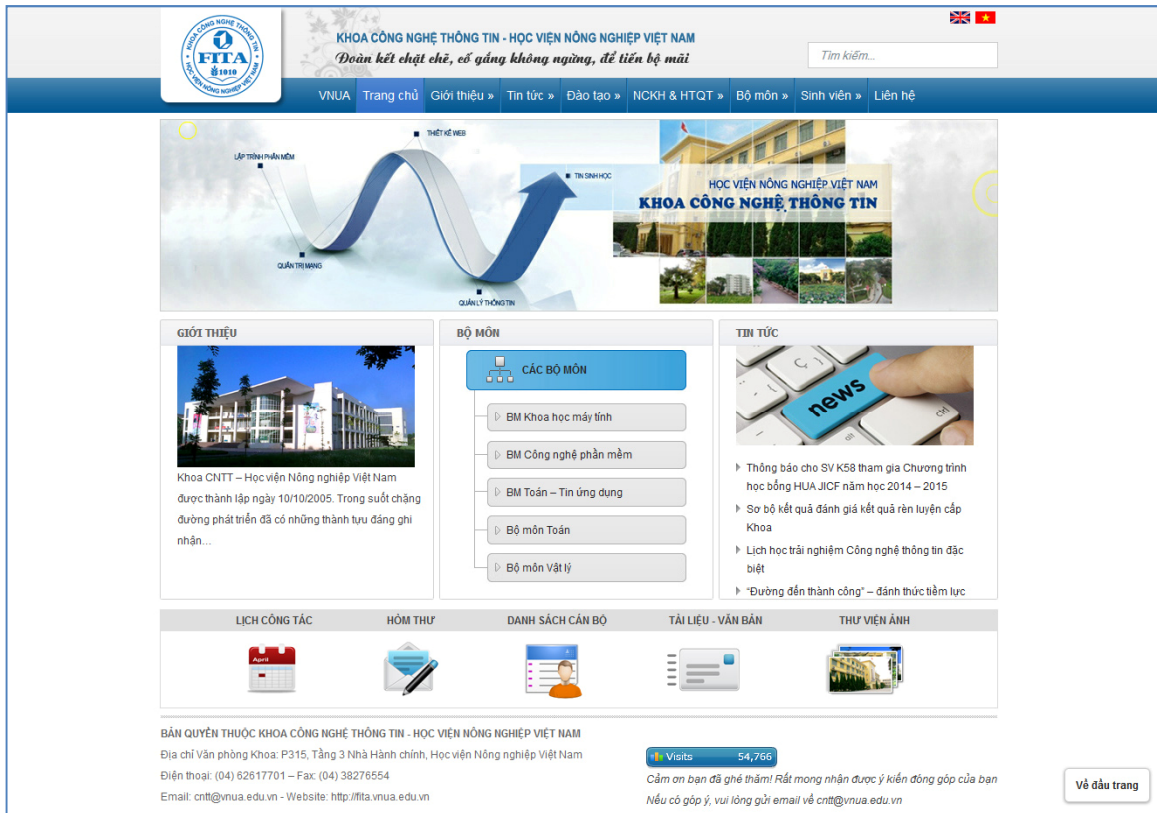 KHOA CÔNG NGHỆ THÔNG TIN
FITA
1010
HỌC VIỆN NÔNG NGHIỆP VIỆT NAM
KHOA CÔNG NGHỆ THÔNG TIN - HỌC VIỆN NÔNG NGHIỆP VIỆT NAM
Đoàn kết chặt chẽ, cố gắng không ngừng, để tiến bộ mãi
Tìm kiếm...
VNUA Trang chủ Giới thiệu » Tin tức » Đào tạo » NCKH & HTQT » Bộ môn » Sinh viên » Liên hệ
THIẾT KẾ WEB
LẬP TRÌNH PHẦN MỀM
TIN SINH HỌC
QUẢN TRỊ MẠNG
QUẢN LÝ THÔNG TIN
HỌC VIỆN NÔNG NGHIỆP VIỆT NAM
KHOA CÔNG NGHỆ THÔNG TIN
GIỚI THIỆU
Khoa CNTT – Học viện Nông nghiệp Việt Nam
được thành lập ngày 10/10/2005. Trong suốt chặng
đường phát triển đã có những thành tựu đáng ghi
nhận…
BỘ MÔN
CÁC BỘ MÔN
BM Khoa học máy tính
BM Công nghệ phần mềm
BM Toán – Tin ứng dụng
Bộ môn Toán
Bộ môn Vật lý
TIN TỨC
news
ctrl
alt
Thông báo cho SV K58 tham gia Chương trình
học bổng HUA JICF năm học 2014 – 2015
Sơ bộ kết quả đánh giá kết quả rèn luyện cấp
Khoa
Lịch học trải nghiệm Công nghệ thông tin đặc
biệt
“Đường đến thành công” – đánh thức tiềm lực
LỊCH CÔNG TÁC HÒM THƯ DANH SÁCH CÁN BỘ TÀI LIỆU - VĂN BẢN THƯ VIỆN ẢNH
April
BẢN QUYỀN THUỘC KHOA CÔNG NGHỆ THÔNG TIN - HỌC VIỆN NÔNG NGHIỆP VIỆT NAM
Địa chỉ Văn phòng Khoa: P315, Tầng 3 Nhà Hành chính, Học viện Nông nghiệp Việt Nam
Điện thoại: (04) 62617701 – Fax: (04) 38276554
Email: cntt@vnua.edu.vn - Website: http://fita.vnua.edu.vn
Visits 54,766
Cảm ơn bạn đã ghé thăm! Rất mong nhận được ý kiến đóng góp của bạn
Nếu có góp ý, vui lòng gửi email về cntt@vnua.edu.vn
Về đầu trang